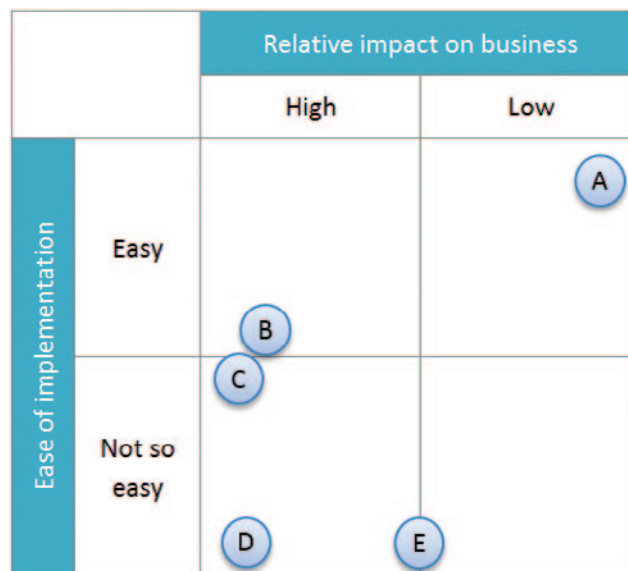 Relative impact on business
High
Low
Ease of implementation
Easy
A
B
C
Not so
easy
D
E